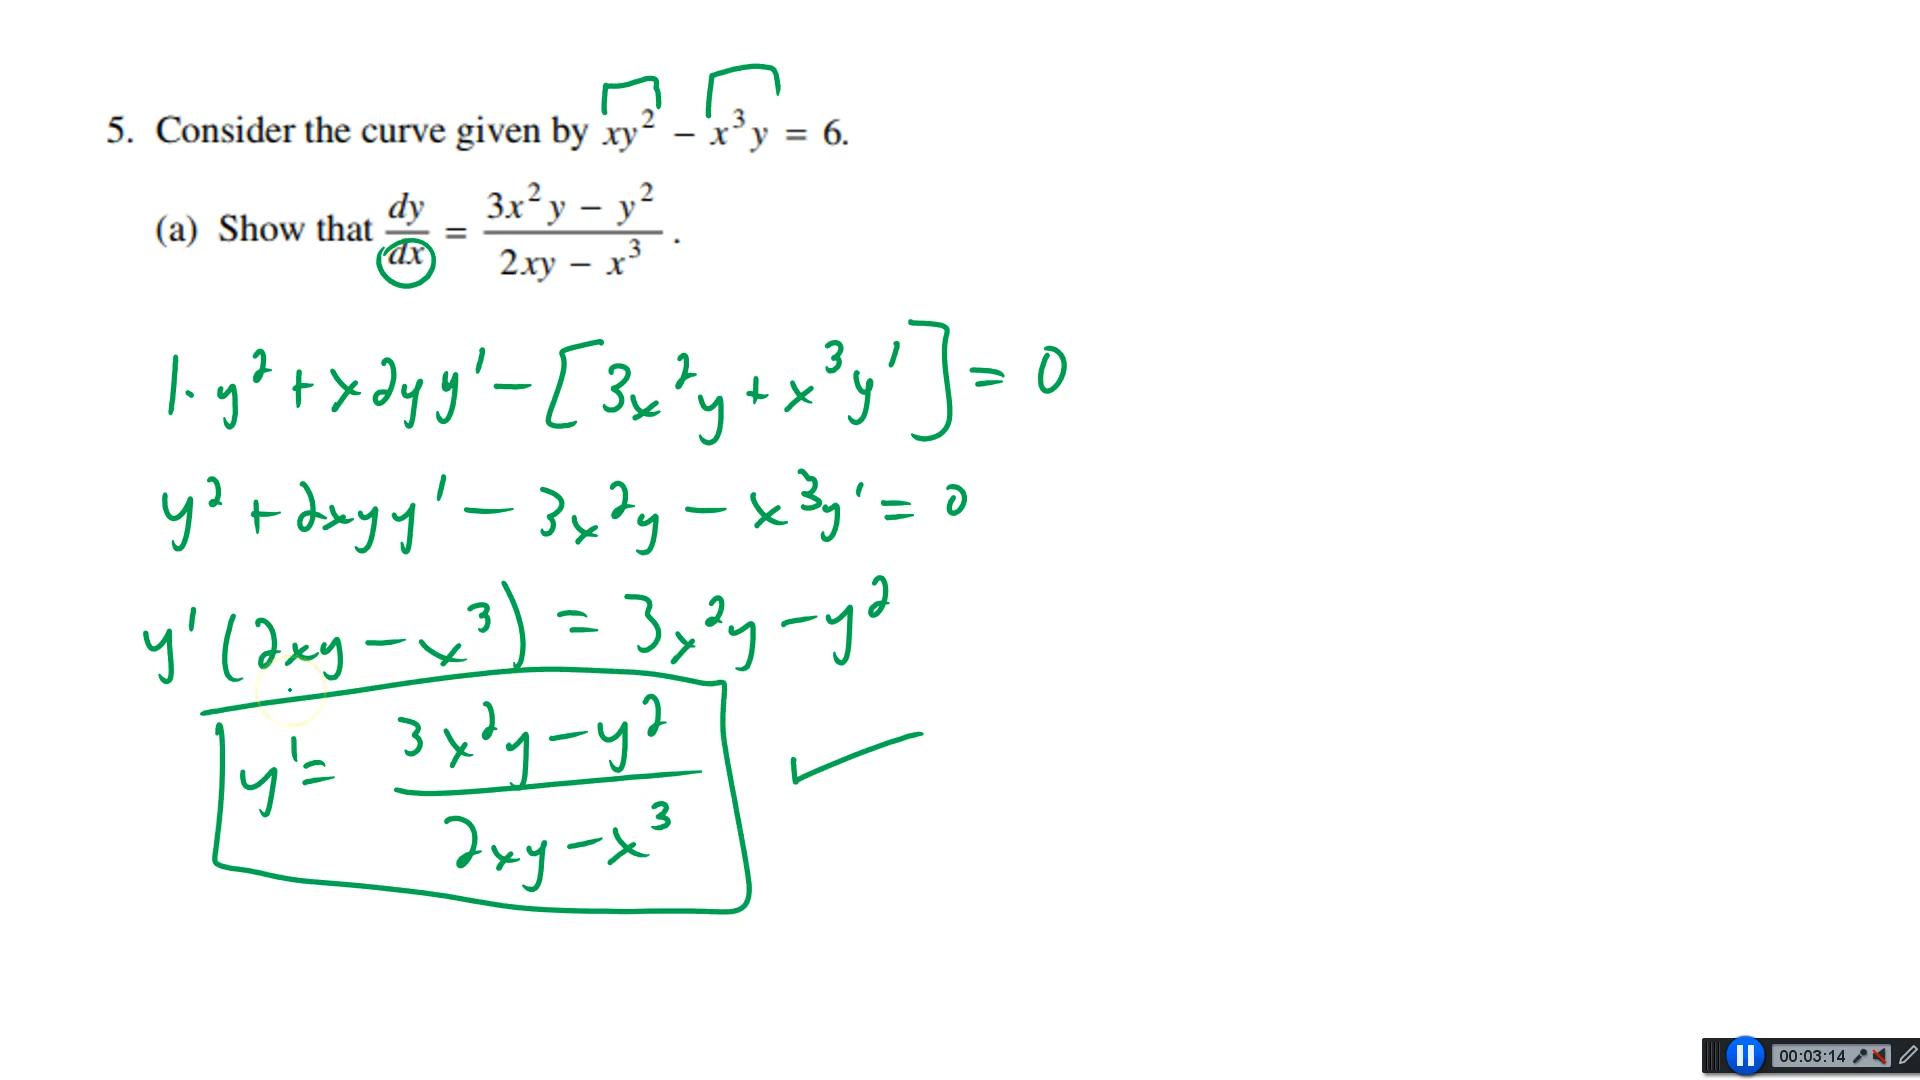 5. Consider the curve given by xy² − x³y = 6.
(a) Show that dy/dx = (3x²y − y²)/(2xy − x³).
1·y² + x2yy' − [3x²y + x³y'] = 0
y² + 2xyy' − 3x²y − x³y' = 0
y'(2xy − x³) = 3x²y − y²
y' = (3x²y − y²)/(2xy − x³)
00:03:14